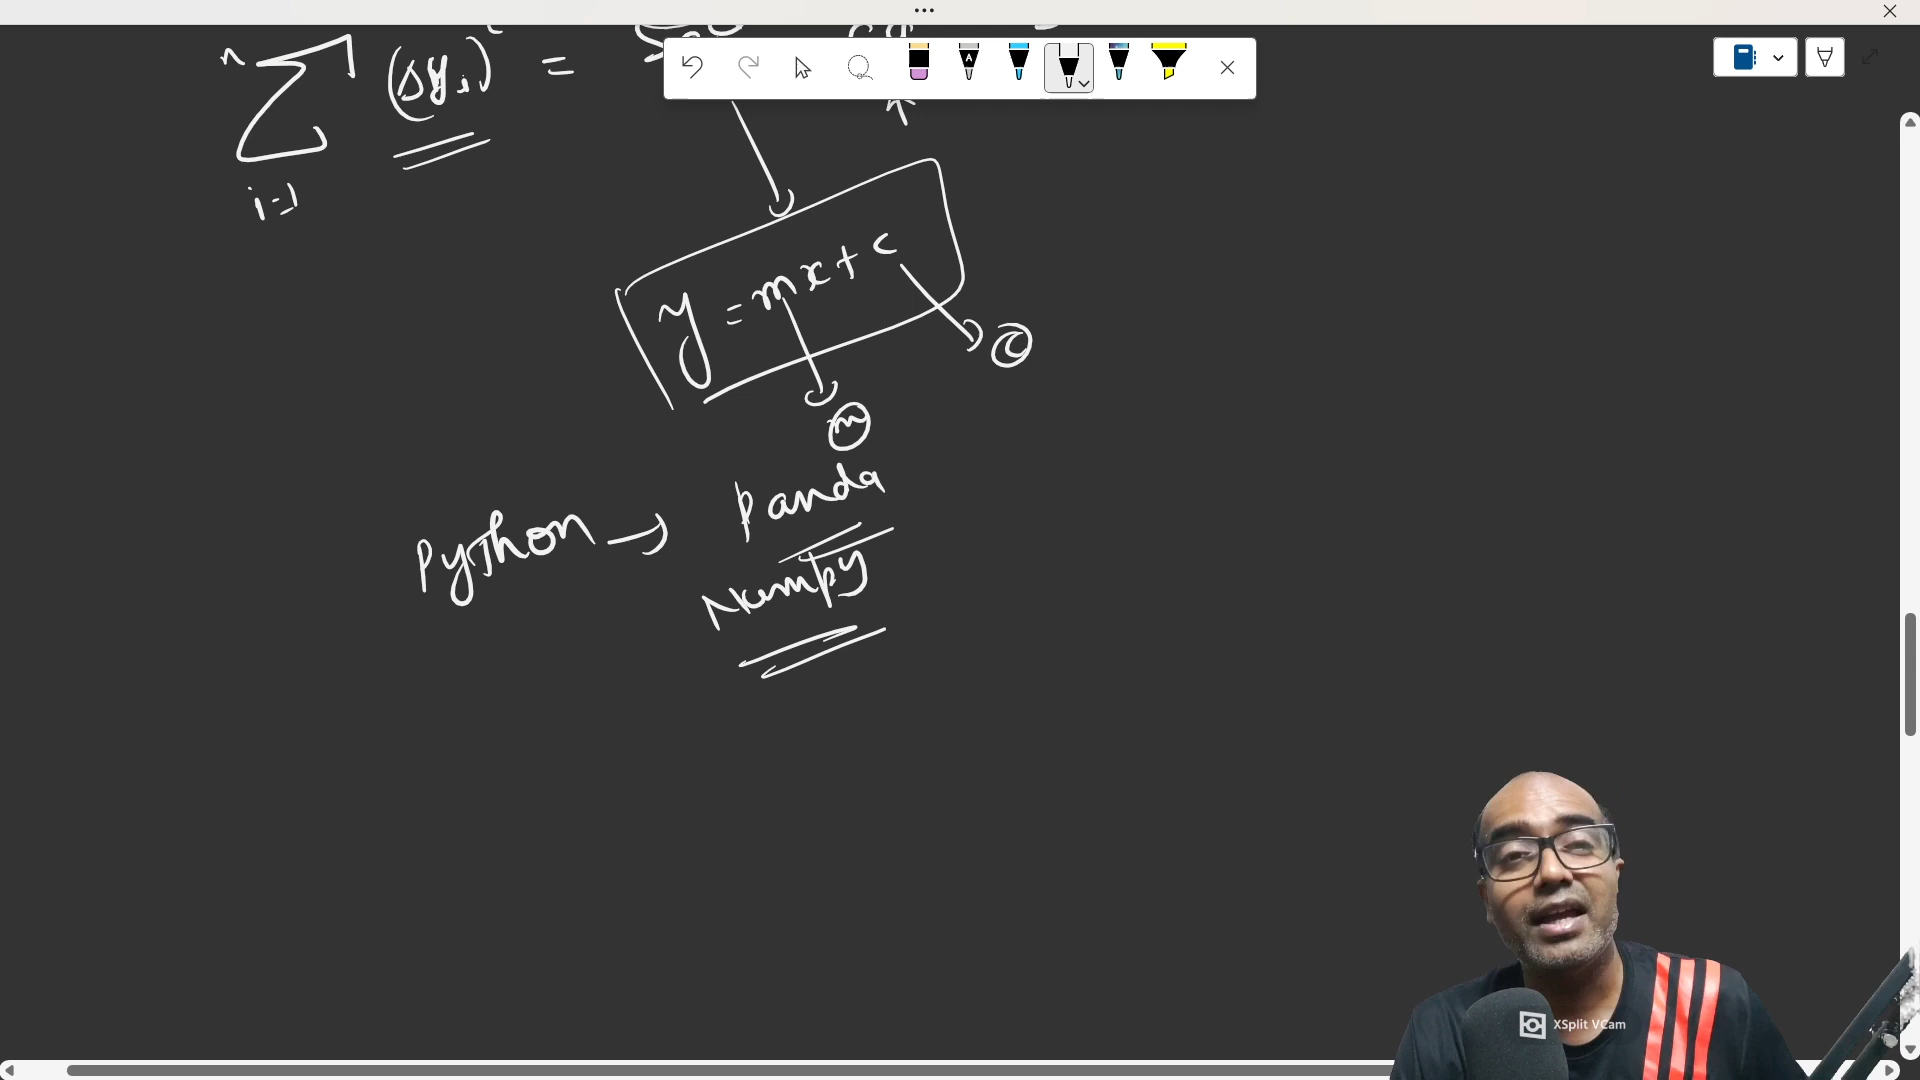 n
∑ (Δyᵢ)² =
i=1
y = mx + c
c
m
Python → Panda
Numpy
XSplit VCam